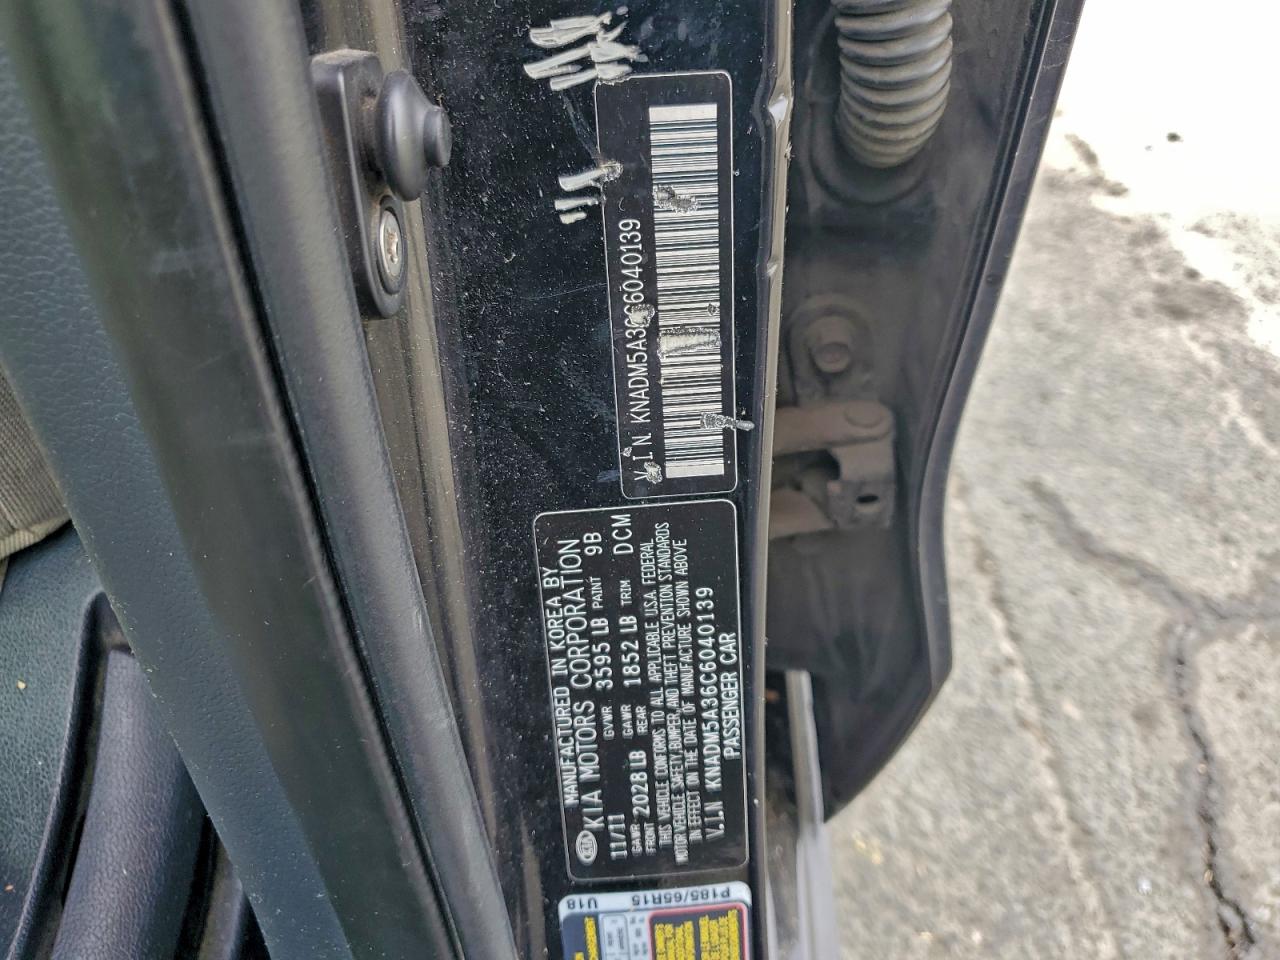 V.I.N KNADM5A36C6040139
MANUFACTURED IN KOREA BY
KIA KIA MOTORS CORPORATION
11/11 GVWR 3595 LB PAINT 9B
GAWR FRONT 2028 LB GAWR REAR 1852 LB TRIM DCM
THIS VEHICLE CONFORMS TO ALL APPLICABLE U.S.A. FEDERAL
MOTOR VEHICLE SAFETY, BUMPER, AND THEFT PREVENTION STANDARDS
IN EFFECT ON THE DATE OF MANUFACTURE SHOWN ABOVE
V.I.N KNADM5A36C6040139
PASSENGER CAR
P185/65R15
U18